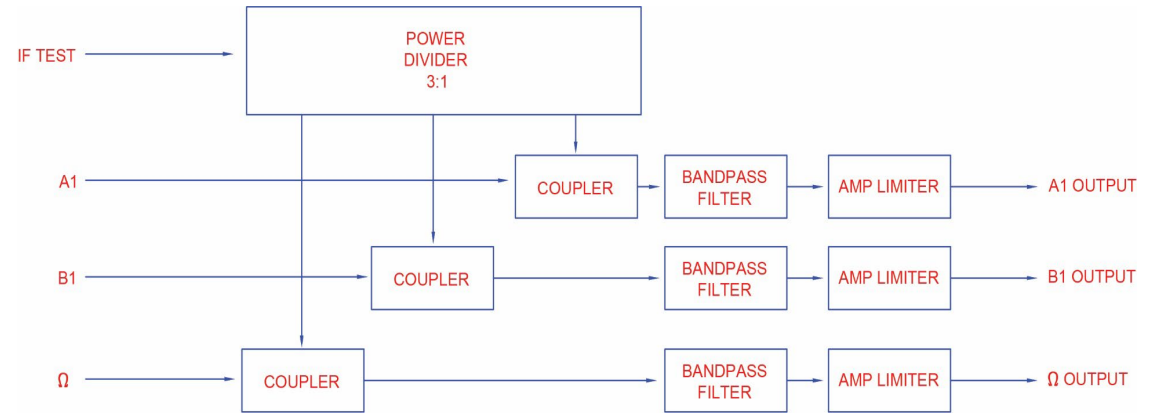 POWER
DIVIDER
3:1
IF TEST
A1
COUPLER
BANDPASS
FILTER
AMP LIMITER
A1 OUTPUT
B1
COUPLER
BANDPASS
FILTER
AMP LIMITER
B1 OUTPUT
Ω
COUPLER
BANDPASS
FILTER
AMP LIMITER
Ω OUTPUT